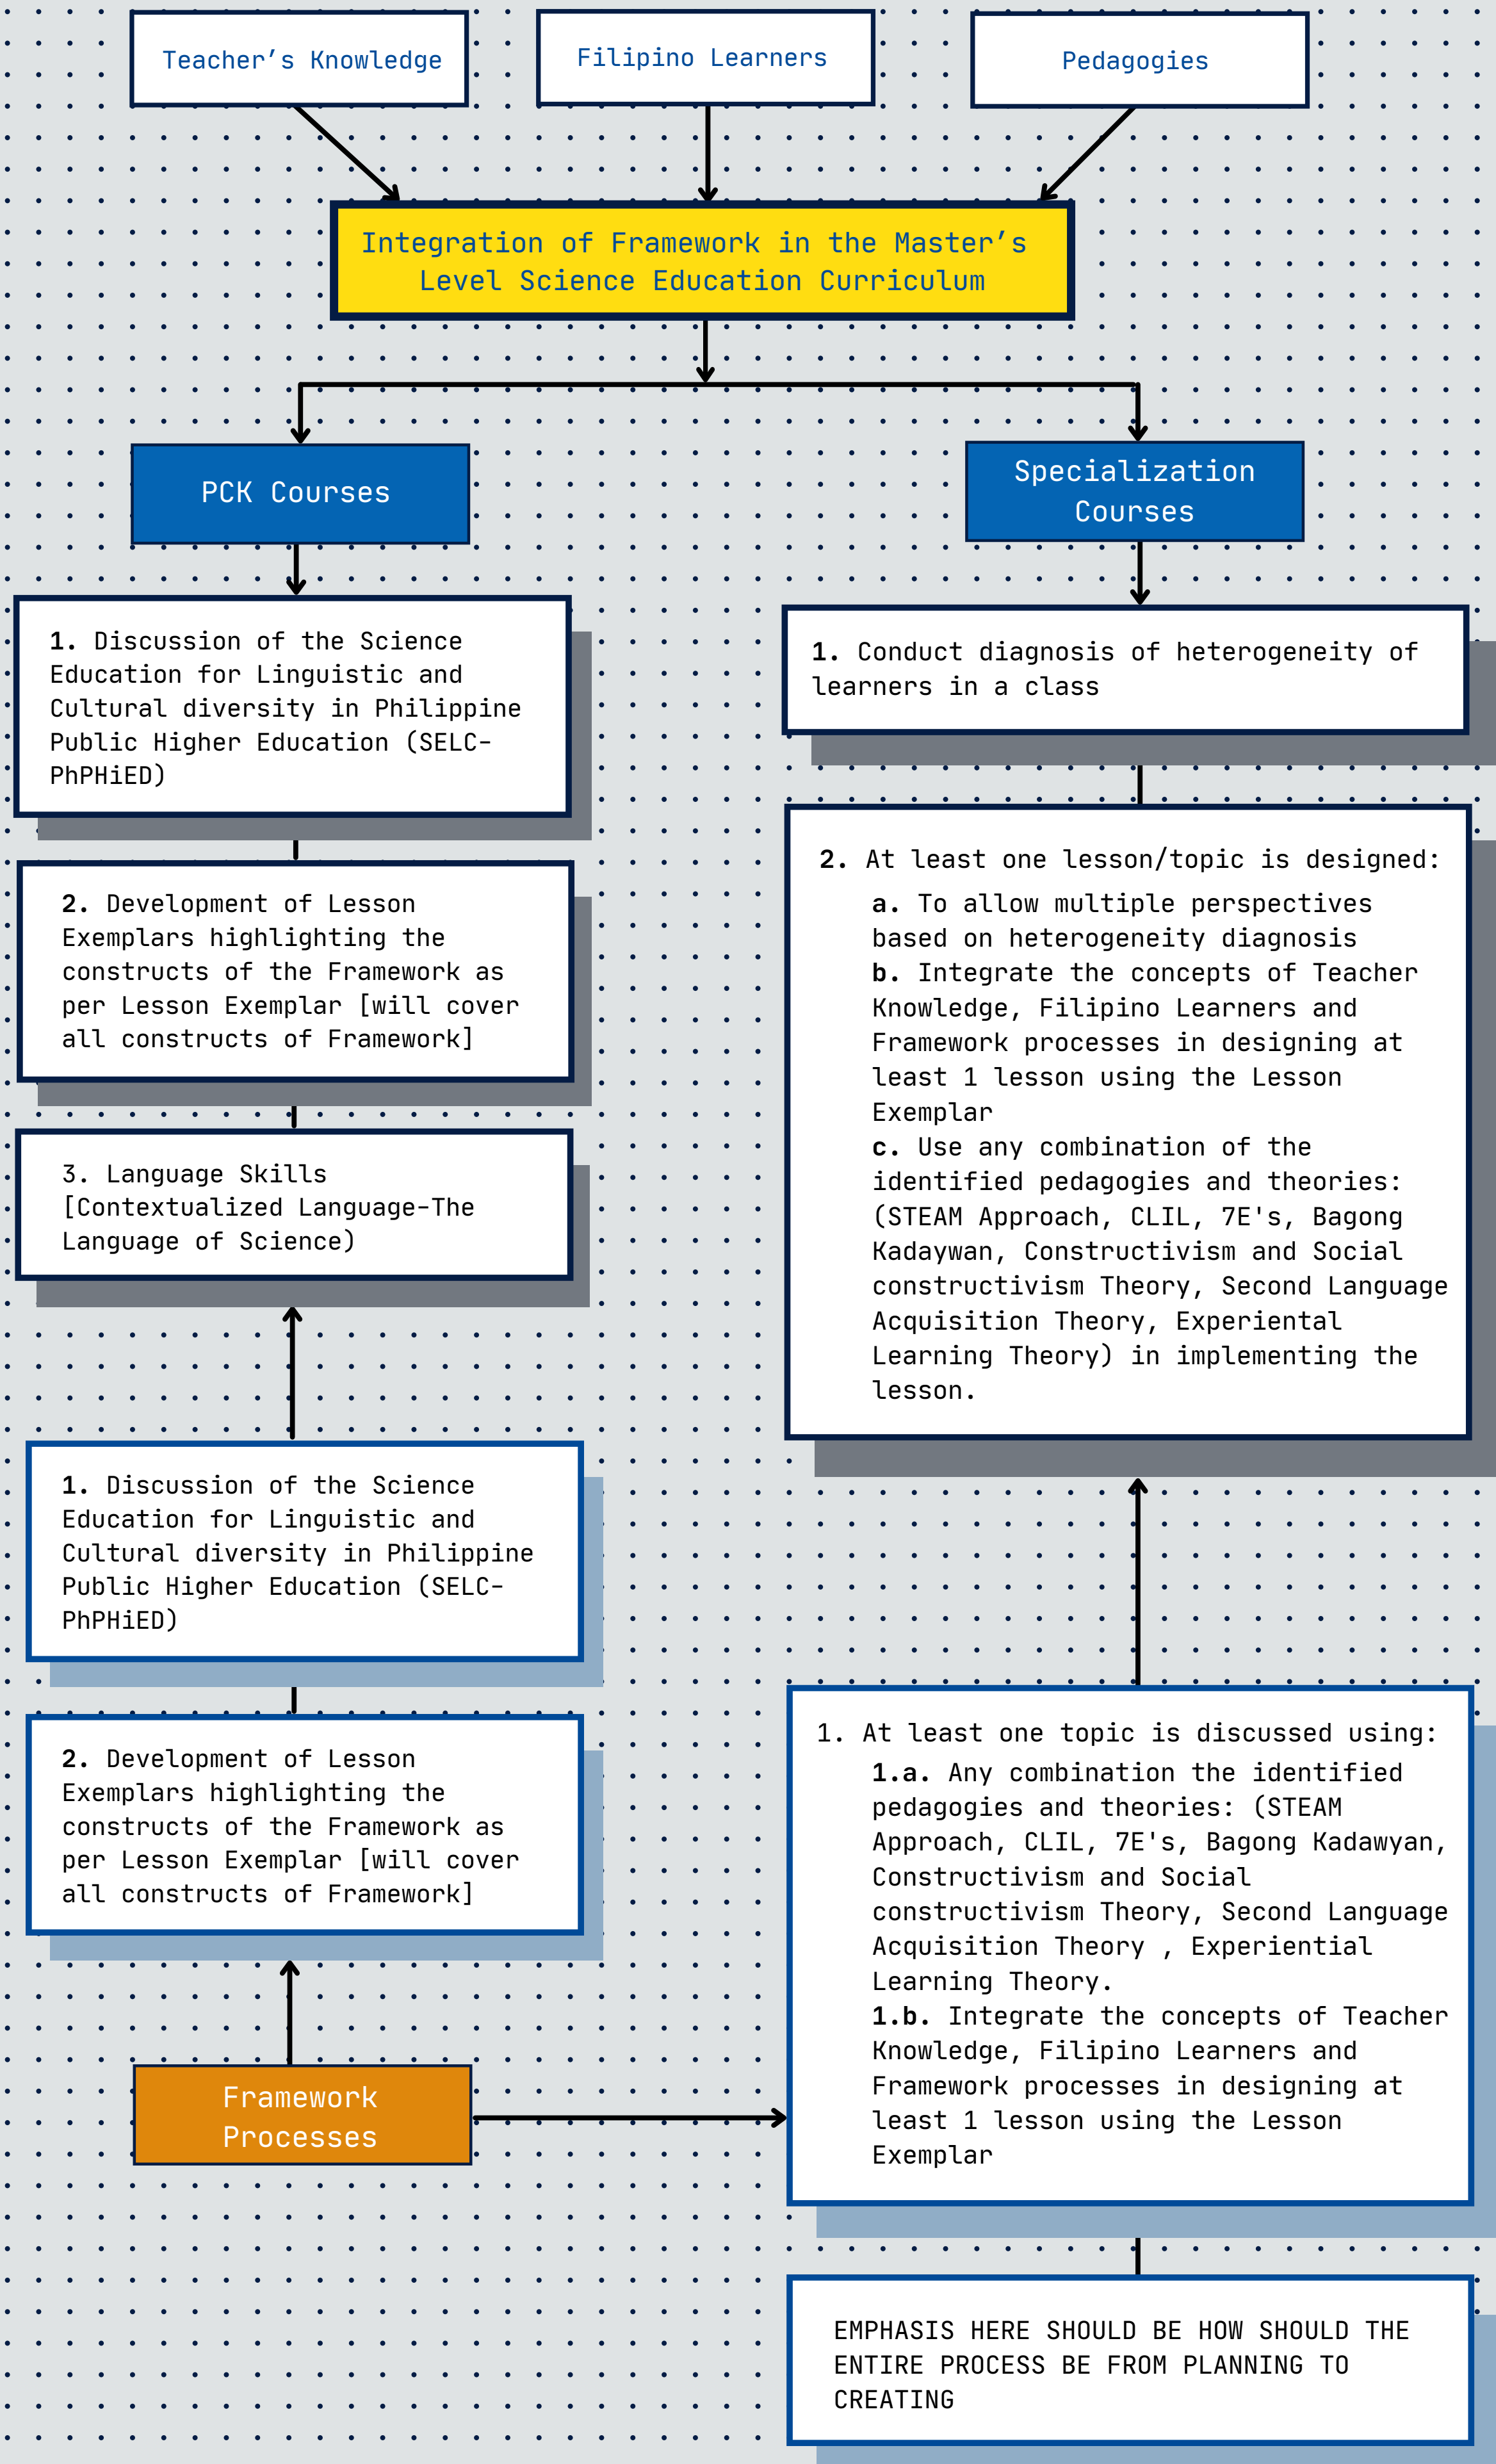 Teacher’s Knowledge
Filipino Learners
Pedagogies
Integration of Framework in the Master’s
Level Science Education Curriculum
PCK Courses
Specialization
Courses
1. Discussion of the Science
Education for Linguistic and
Cultural diversity in Philippine
Public Higher Education (SELC-
PhPHiED)
2. Development of Lesson
Exemplars highlighting the
constructs of the Framework as
per Lesson Exemplar [will cover
all constructs of Framework]
3. Language Skills
[Contextualized Language-The
Language of Science)
1. Discussion of the Science
Education for Linguistic and
Cultural diversity in Philippine
Public Higher Education (SELC-
PhPHiED)
2. Development of Lesson
Exemplars highlighting the
constructs of the Framework as
per Lesson Exemplar [will cover
all constructs of Framework]
Framework
Processes
1. Conduct diagnosis of heterogeneity of
learners in a class
2. At least one lesson/topic is designed:
a. To allow multiple perspectives
based on heterogeneity diagnosis
b. Integrate the concepts of Teacher
Knowledge, Filipino Learners and
Framework processes in designing at
least 1 lesson using the Lesson
Exemplar
c. Use any combination of the
identified pedagogies and theories:
(STEAM Approach, CLIL, 7E's, Bagong
Kadaywan, Constructivism and Social
constructivism Theory, Second Language
Acquisition Theory, Experiental
Learning Theory) in implementing the
lesson.
1. At least one topic is discussed using:
1.a. Any combination the identified
pedagogies and theories: (STEAM
Approach, CLIL, 7E's, Bagong Kadawyan,
Constructivism and Social
constructivism Theory, Second Language
Acquisition Theory , Experiential
Learning Theory.
1.b. Integrate the concepts of Teacher
Knowledge, Filipino Learners and
Framework processes in designing at
least 1 lesson using the Lesson
Exemplar
EMPHASIS HERE SHOULD BE HOW SHOULD THE
ENTIRE PROCESS BE FROM PLANNING TO
CREATING